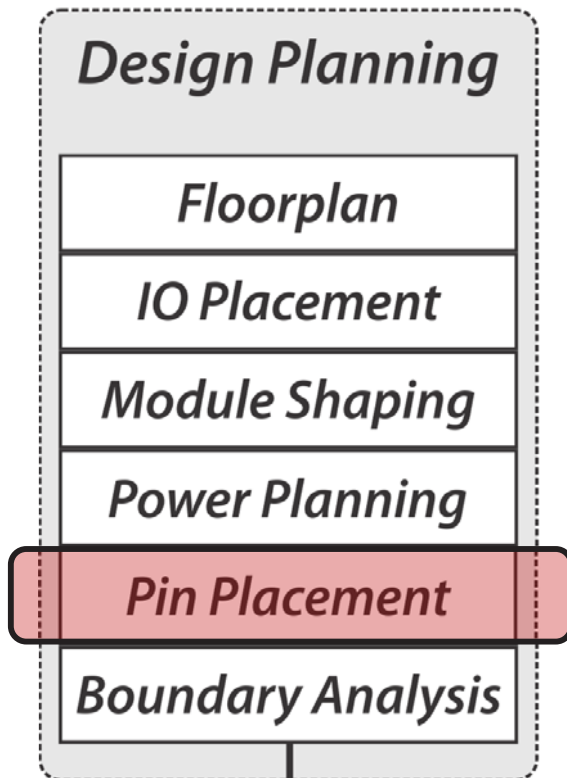 Design Planning
Floorplan
IO Placement
Module Shaping
Power Planning
Pin Placement
Boundary Analysis